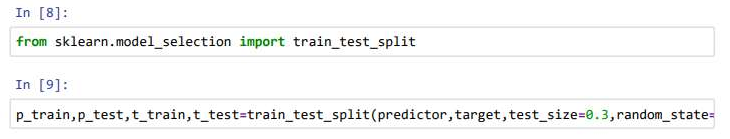 In [8]:
from sklearn.model_selection import train_test_split
In [9]:
p_train,p_test,t_train,t_test=train_test_split(predictor,target,test_size=0.3,random_state=